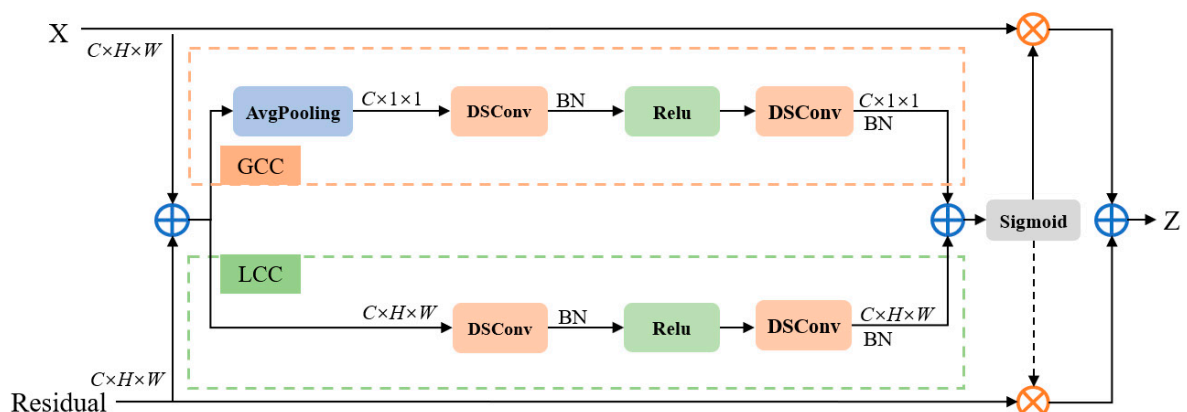 X
C×H×W
AvgPooling
C×1×1
DSConv
BN
Relu
DSConv
C×1×1
BN
GCC
Sigmoid
Z
LCC
C×H×W
DSConv
BN
Relu
DSConv
C×H×W
BN
C×H×W
Residual